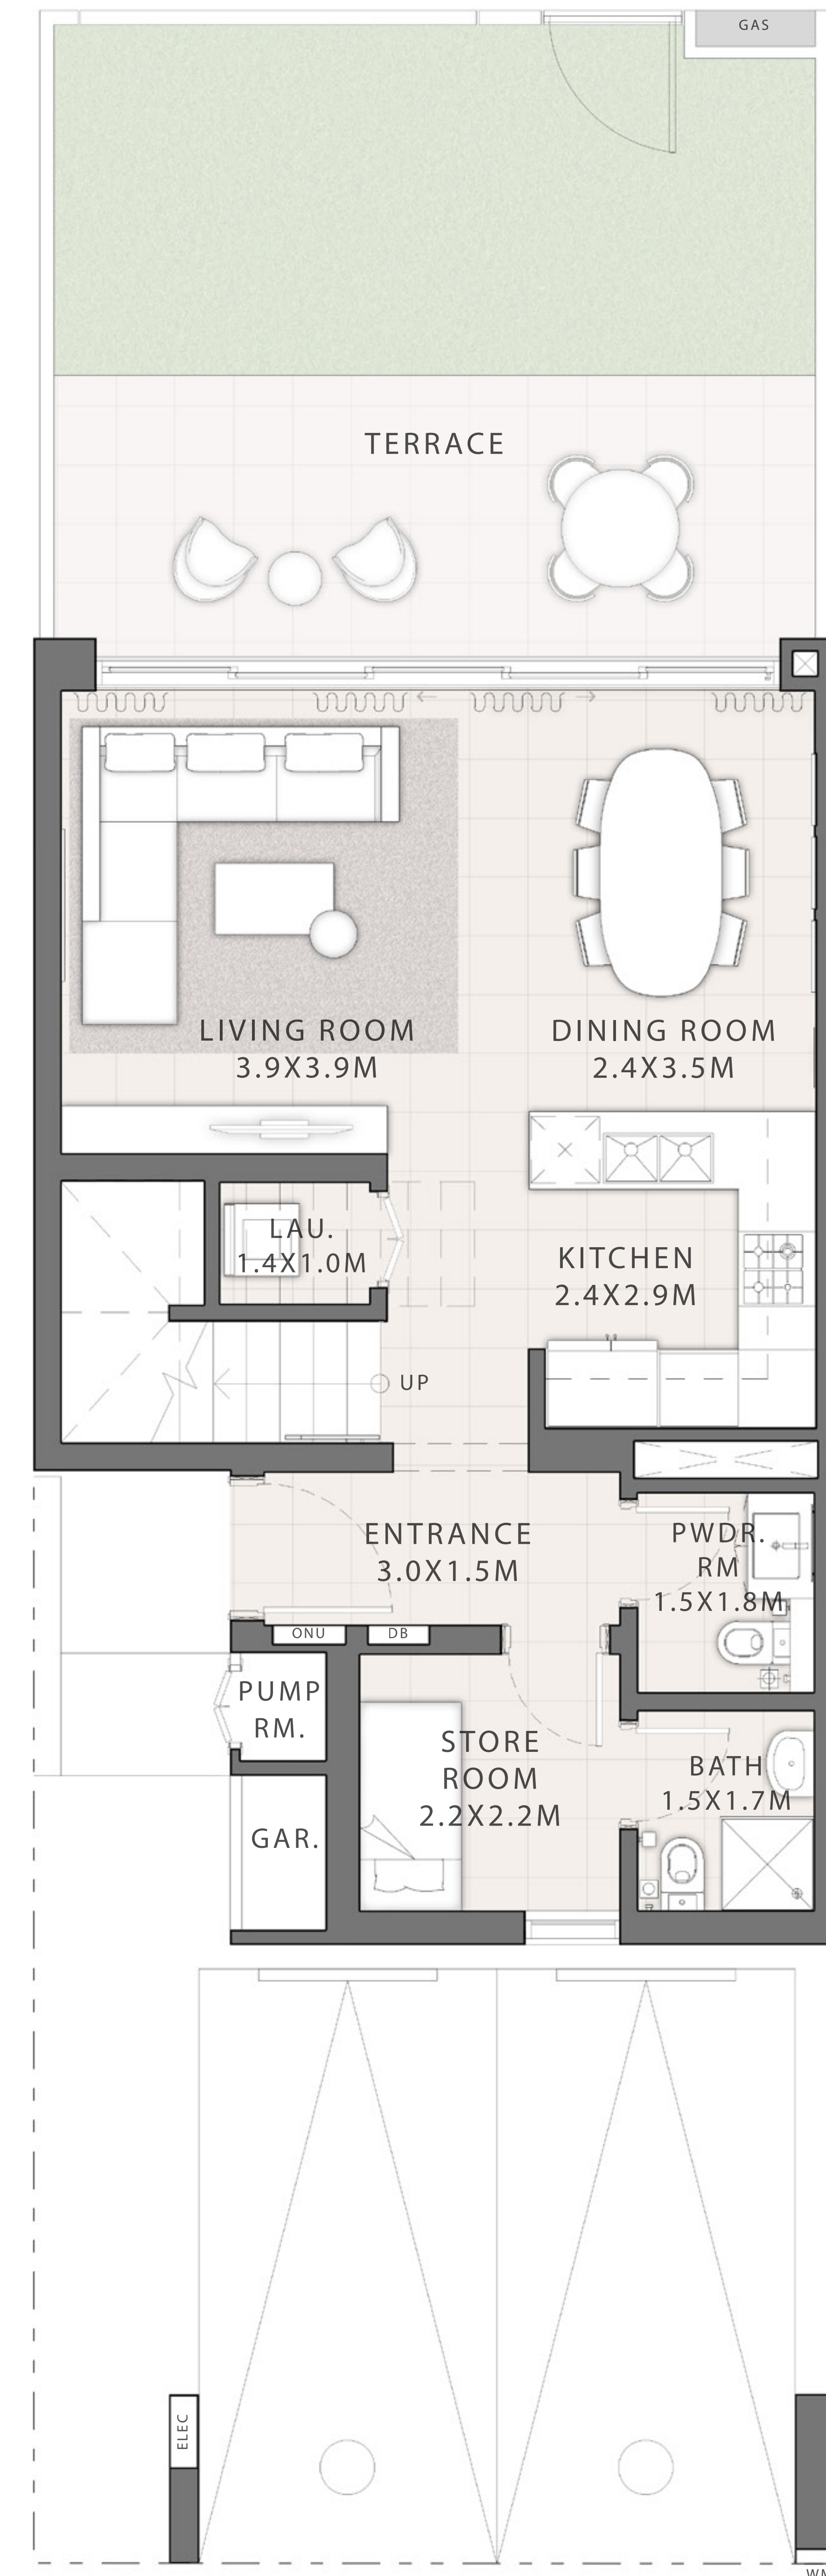 GAS
TERRACE
LIVING ROOM
3.9X3.9M
DINING ROOM
2.4X3.5M
LAU.
1.4X1.0M
KITCHEN
2.4X2.9M
UP
ENTRANCE
3.0X1.5M
PWDR.
RM
1.5X1.8M
ONU
DB
PUMP
RM.
STORE
ROOM
2.2X2.2M
BATH
1.5X1.7M
GAR.
ELEC